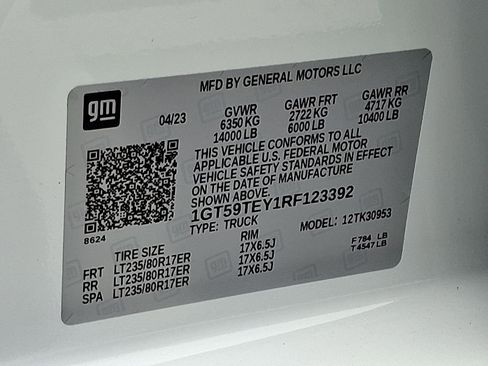 MFD BY GENERAL MOTORS LLC
gm
04/23
GVWR GAWR FRT GAWR RR
6350 KG 2722 KG 4717 KG
14000 LB 6000 LB 10400 LB
THIS VEHICLE CONFORMS TO ALL
APPLICABLE U.S. FEDERAL MOTOR
VEHICLE SAFETY STANDARDS IN EFFECT
ON THE DATE OF MANUFACTURE
SHOWN ABOVE.
1GT59TEY1RF123392
TYPE: TRUCK MODEL: 12TK30953
8624
TIRE SIZE RIM
FRT LT235/80R17ER 17X6.5J F784 LB
RR LT235/80R17ER 17X6.5J T4547LB
SPA LT235/80R17ER 17X6.5J